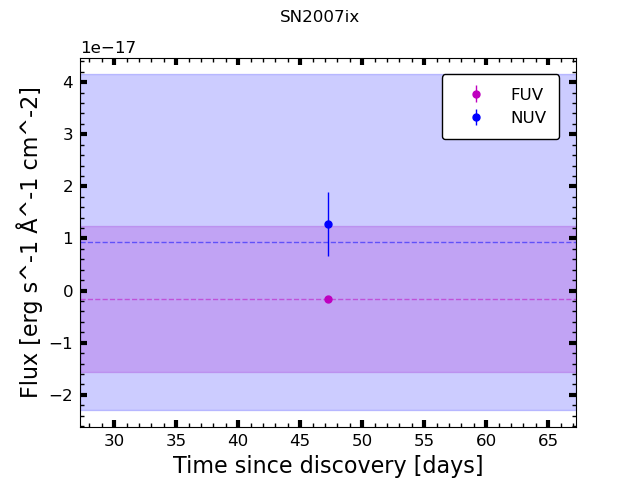 SN2007ix
1e−17
FUV
NUV
4
3
2
1
0
−1
−2
Flux [erg s^-1 Å^-1 cm^-2]
30 35 40 45 50 55 60 65
Time since discovery [days]